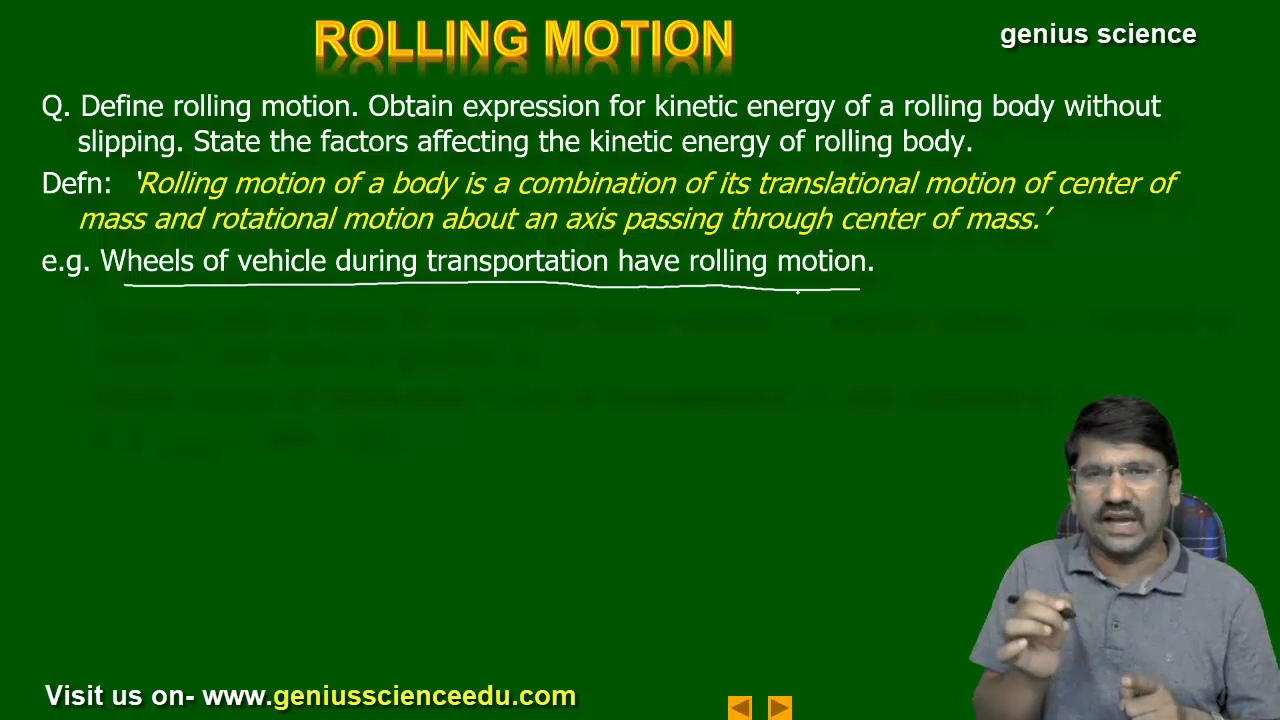 ROLLING MOTION
genius science
Q. Define rolling motion. Obtain expression for kinetic energy of a rolling body without
slipping. State the factors affecting the kinetic energy of rolling body.
Defn: ‘Rolling motion of a body is a combination of its translational motion of center of
mass and rotational motion about an axis passing through center of mass.’
e.g. Wheels of vehicle during transportation have rolling motion.
Visit us on- www.geniusscienceedu.com